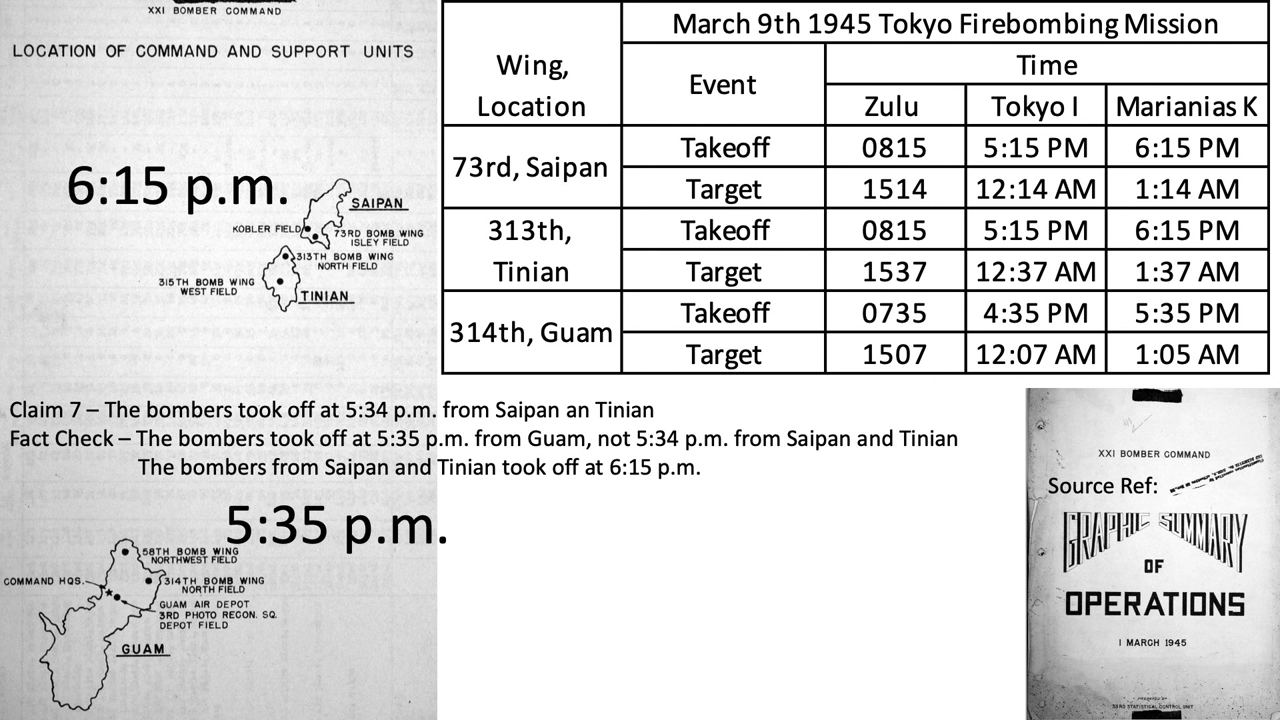 XXI BOMBER COMMAND
LOCATION OF COMMAND AND SUPPORT UNITS
6:15 p.m.
SAIPAN
KOBLER FIELD
73RD BOMB WING
ISLEY FIELD
313TH BOMB WING
NORTH FIELD
315TH BOMB WING
WEST FIELD
TINIAN
Wing, Location
March 9th 1945 Tokyo Firebombing Mission
Event
Time
Zulu Tokyo I Marianias K
73rd, Saipan
Takeoff 0815 5:15 PM 6:15 PM
Target 1514 12:14 AM 1:14 AM
313th, Tinian
Takeoff 0815 5:15 PM 6:15 PM
Target 1537 12:37 AM 1:37 AM
314th, Guam
Takeoff 0735 4:35 PM 5:35 PM
Target 1507 12:07 AM 1:05 AM
Claim 7 – The bombers took off at 5:34 p.m. from Saipan an Tinian
Fact Check – The bombers took off at 5:35 p.m. from Guam, not 5:34 p.m. from Saipan and Tinian
The bombers from Saipan and Tinian took off at 6:15 p.m.
5:35 p.m.
58TH BOMB WING
NORTHWEST FIELD
COMMAND HQS.
314TH BOMB WING
NORTH FIELD
GUAM AIR DEPOT
3RD PHOTO RECON. SQ.
DEPOT FIELD
GUAM
XXI BOMBER COMMAND
Source Ref:
GRAPHIC SUMMARY
OF
OPERATIONS
1 MARCH 1945
PREPARED BY
33RD STATISTICAL CONTROL UNIT